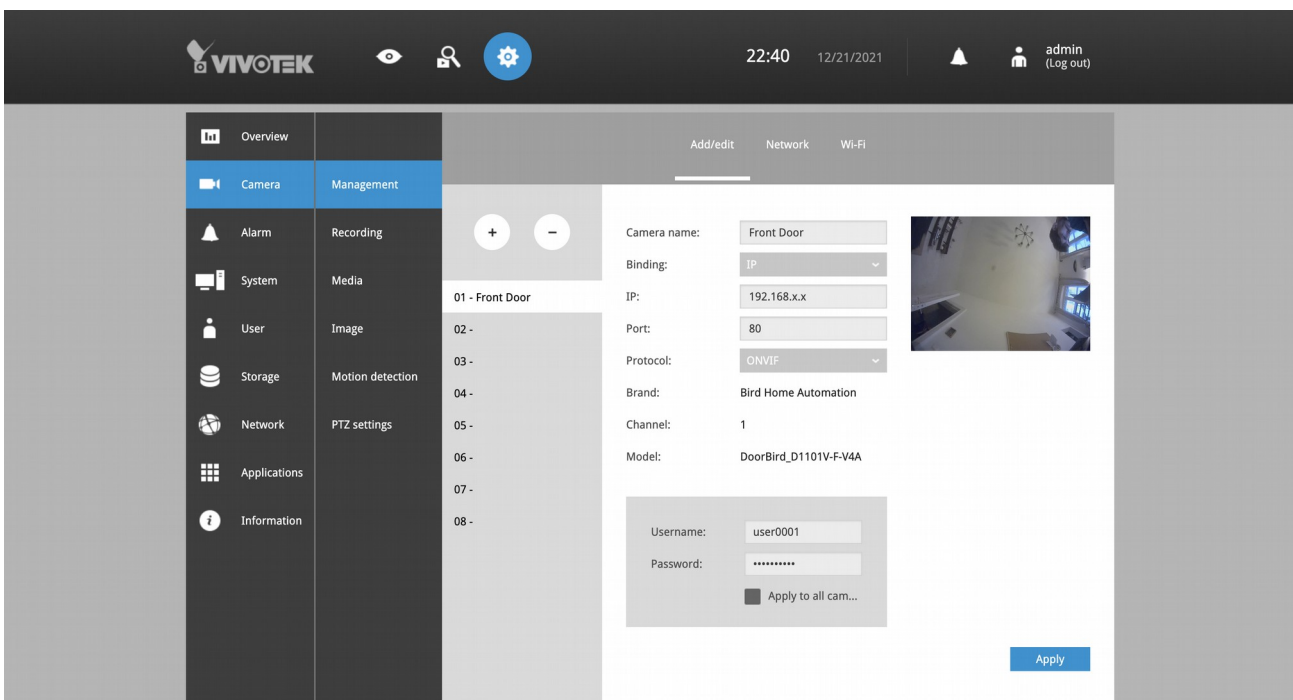 VIVOTEK
22:40 12/21/2021
admin
(Log out)
Overview
Camera
Alarm
System
User
Storage
Network
Applications
Information
Management
Recording
Media
Image
Motion detection
PTZ settings
Add/edit Network Wi-Fi
+ -
01 - Front Door
02 -
03 -
04 -
05 -
06 -
07 -
08 -
Camera name: Front Door
Binding: IP
IP: 192.168.x.x
Port: 80
Protocol: ONVIF
Brand: Bird Home Automation
Channel: 1
Model: DoorBird_D1101V-F-V4A
Username: user0001
Password: ••••••••••
Apply to all cam...
Apply